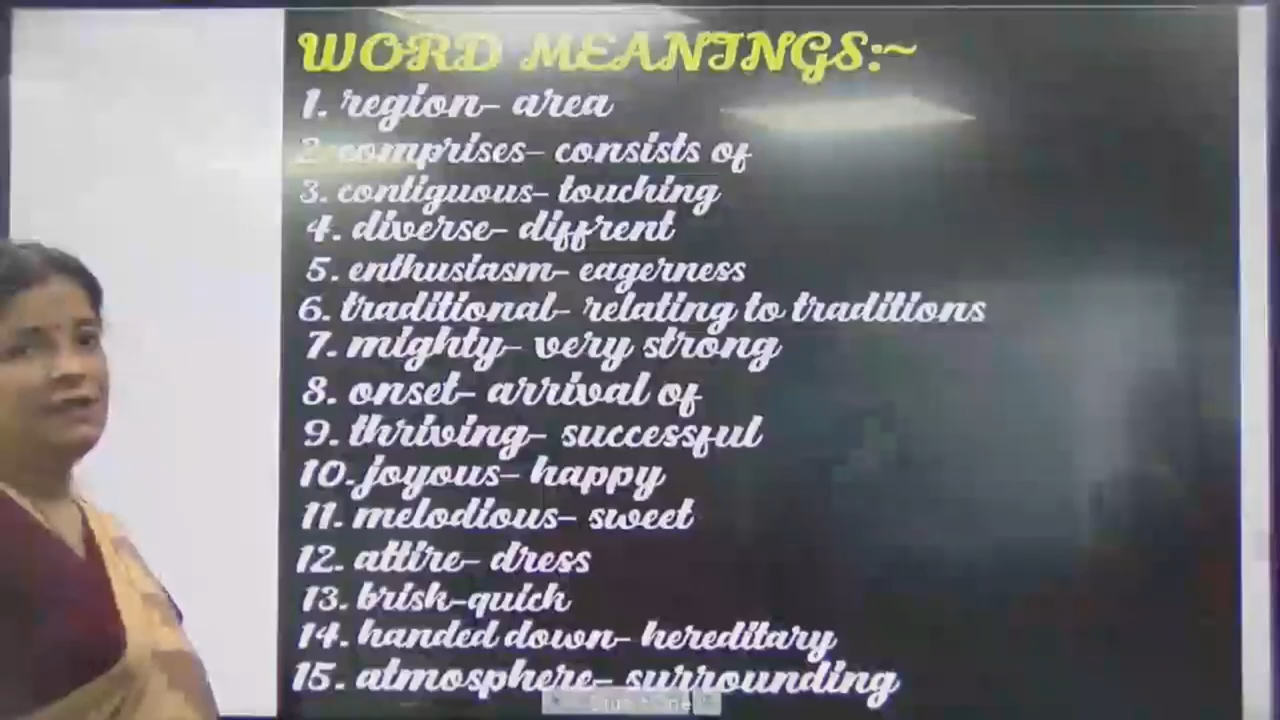 WORD MEANINGS:~
1. region- area
2. comprises- consists of
3. contiguous- touching
4. diverse- diffrent
5. enthusiasm- eagerness
6. traditional- relating to traditions
7. mighty- very strong
8. onset- arrival of
9. thriving- successful
10. joyous- happy
11. melodious- sweet
12. attire- dress
13. brisk-quick
14. handed down- hereditary
15. atmosphere- surrounding